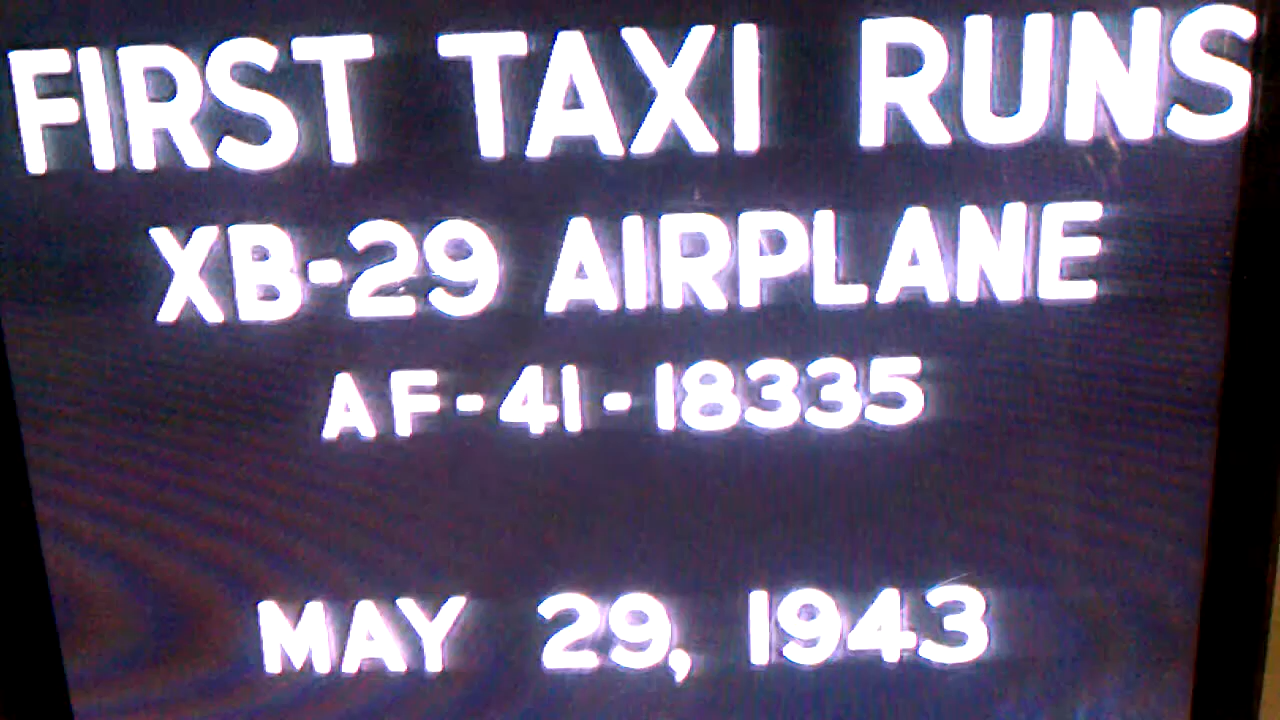 FIRST TAXI RUNS
XB-29 AIRPLANE
AF-41-18335
MAY 29, 1943